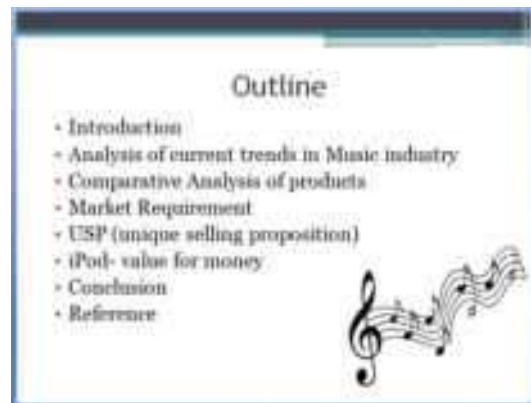 Outline
• Introduction
• Analysis of current trends in Music industry
• Comparative Analysis of products
• Market Requirement
• USP (unique selling proposition)
• iPod- value for money
• Conclusion
• Reference